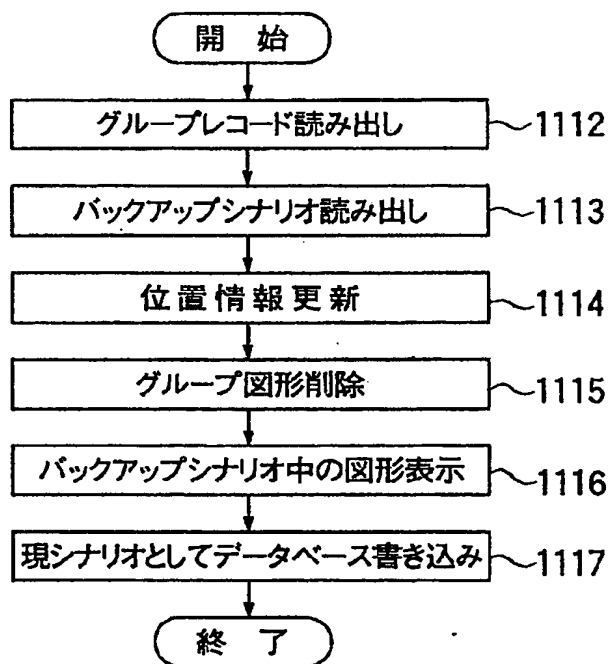 開 始
グループレコード読み出し 1112
バックアップシナリオ読み出し 1113
位置情報更新 1114
グループ図形削除 1115
バックアップシナリオ中の図形表示 1116
現シナリオとしてデータベース書き込み 1117
終 了